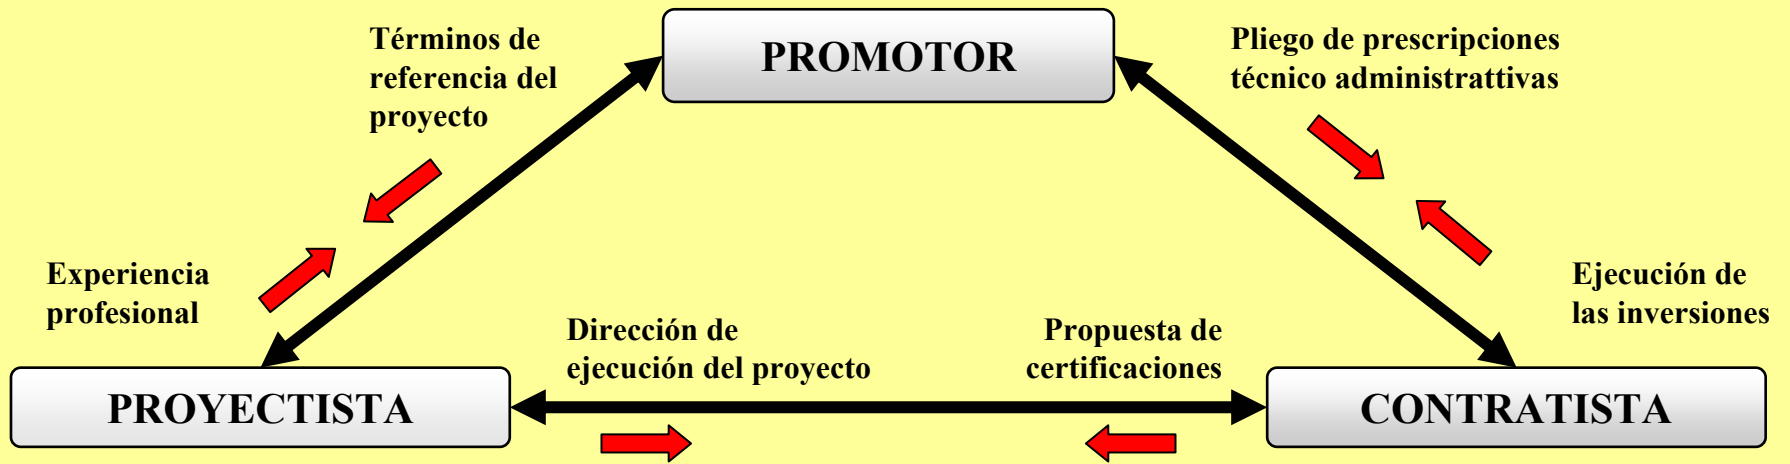 Términos de
referencia del
proyecto
PROMOTOR
Pliego de prescripciones
técnico administrattivas
Experiencia
profesional
Ejecución de
las inversiones
Dirección de
ejecución del proyecto
Propuesta de
certificaciones
PROYECTISTA
CONTRATISTA